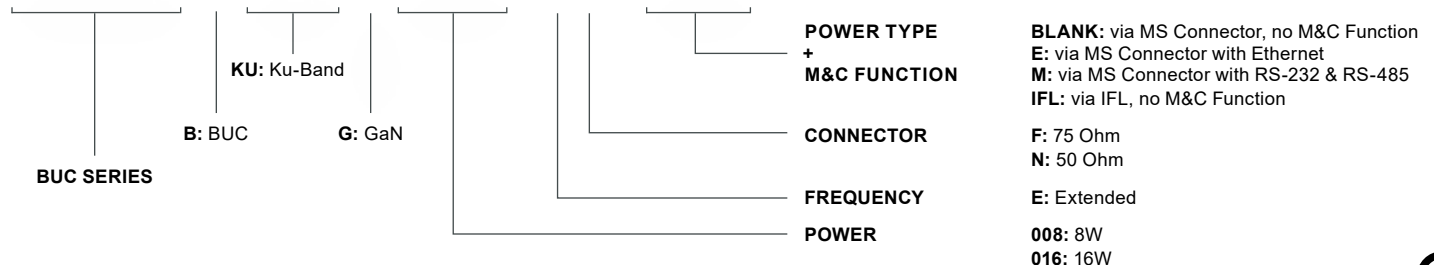 POWER TYPE
+
M&C FUNCTION
BLANK: via MS Connector, no M&C Function
E: via MS Connector with Ethernet
M: via MS Connector with RS-232 & RS-485
IFL: via IFL, no M&C Function
KU: Ku-Band
B: BUC
G: GaN
CONNECTOR
F: 75 Ohm
N: 50 Ohm
BUC SERIES
FREQUENCY
E: Extended
POWER
008: 8W
016: 16W